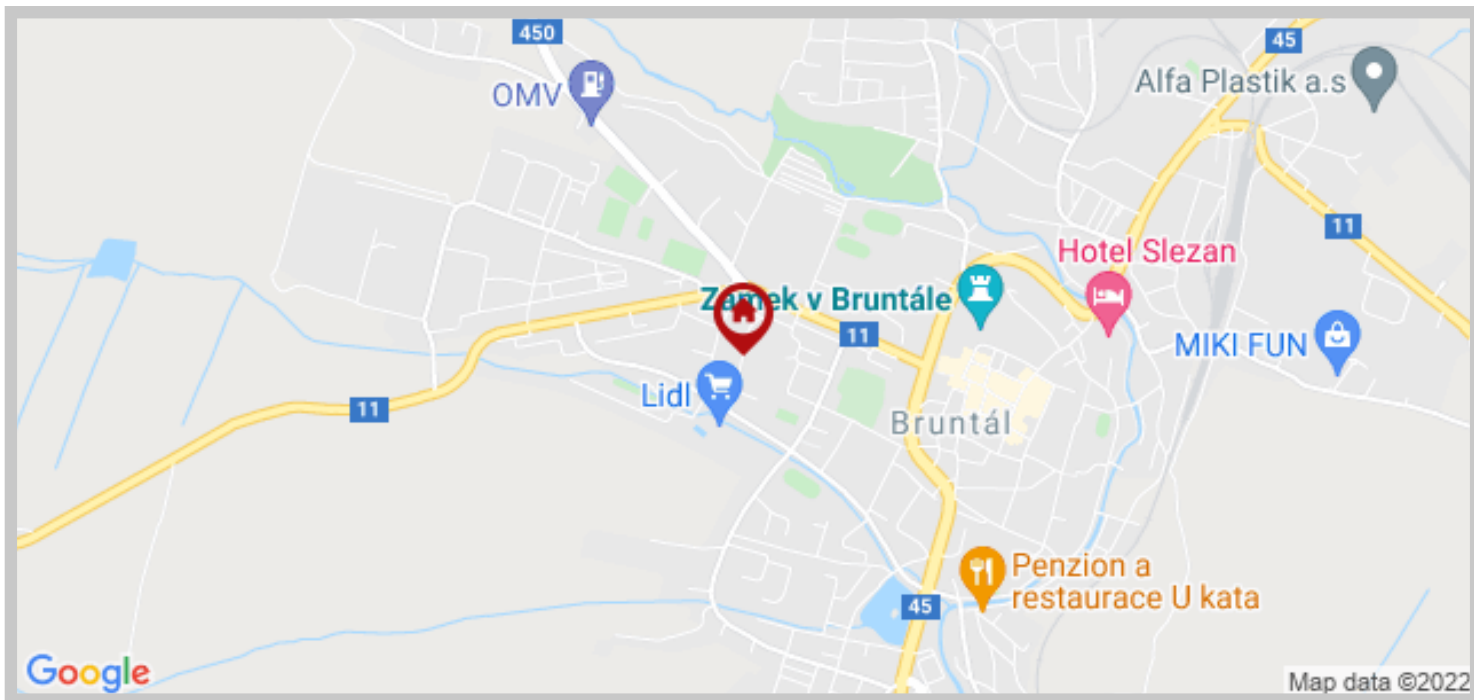 450
45
OMV
Alfa Plastik a.s
11
Hotel Slezan
Zámek v Bruntále
11
MIKI FUN
Lidl
11
Bruntál
Penzion a
restaurace U kata
45
Google
Map data ©2022